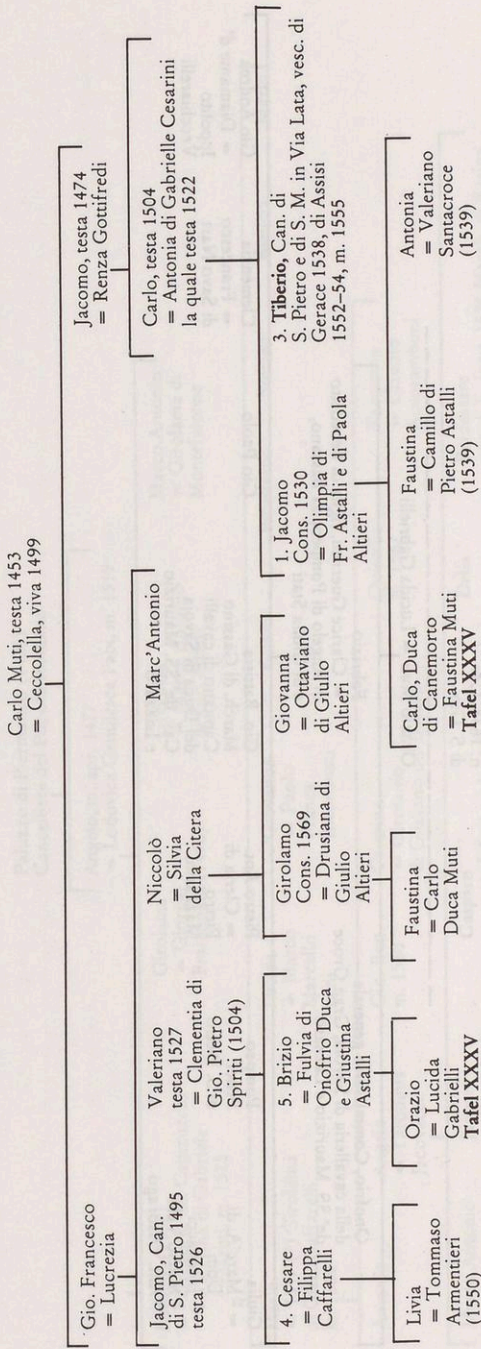 Carlo Muti, testa 1453
= Ceccolella, viva 1499
Gio. Francesco
= Lucrezia
Jacomo, testa 1474
= Renza Gottifredi
Jacomo, Can.
di S. Pietro 1495
testa 1526
Valeriano
testa 1527
= Clementia di
Gio. Pietro
Spiriti (1504)
Niccolò
= Silvia
della Citera
Marc'Antonio
Carlo, testa 1504
= Antonia di Gabrielle Cesarini
la quale testa 1522
4. Cesare
= Filippa
Caffarelli
5. Brizio
= Fulvia di
Onofrio Duca
e Giustina
Astalli
Girolamo
Cons. 1569
= Drusiana di
Giulio
Altieri
Giovanna
= Ottaviano
di Giulio
Altieri
1. Jacomo
Cons. 1530
= Olimpia di
Fr. Astalli e di Paola
Altieri
3. Tiberio, Can. di
S. Pietro e di S. M. in Via Lata, vesc. di
Gerace 1538, di Assisi
1552–54, m. 1555
Livia
= Tommaso
Armentieri
(1550)
Orazio
= Lucida
Gabrielli
Tafel XXXV
Faustina
= Carlo
Duca Muti
Carlo, Duca
di Canemorto
= Faustina Muti
Tafel XXXV
Faustina
= Camillo di
Pietro Astalli
(1539)
Antonia
= Valeriano
Santacroce
(1539)